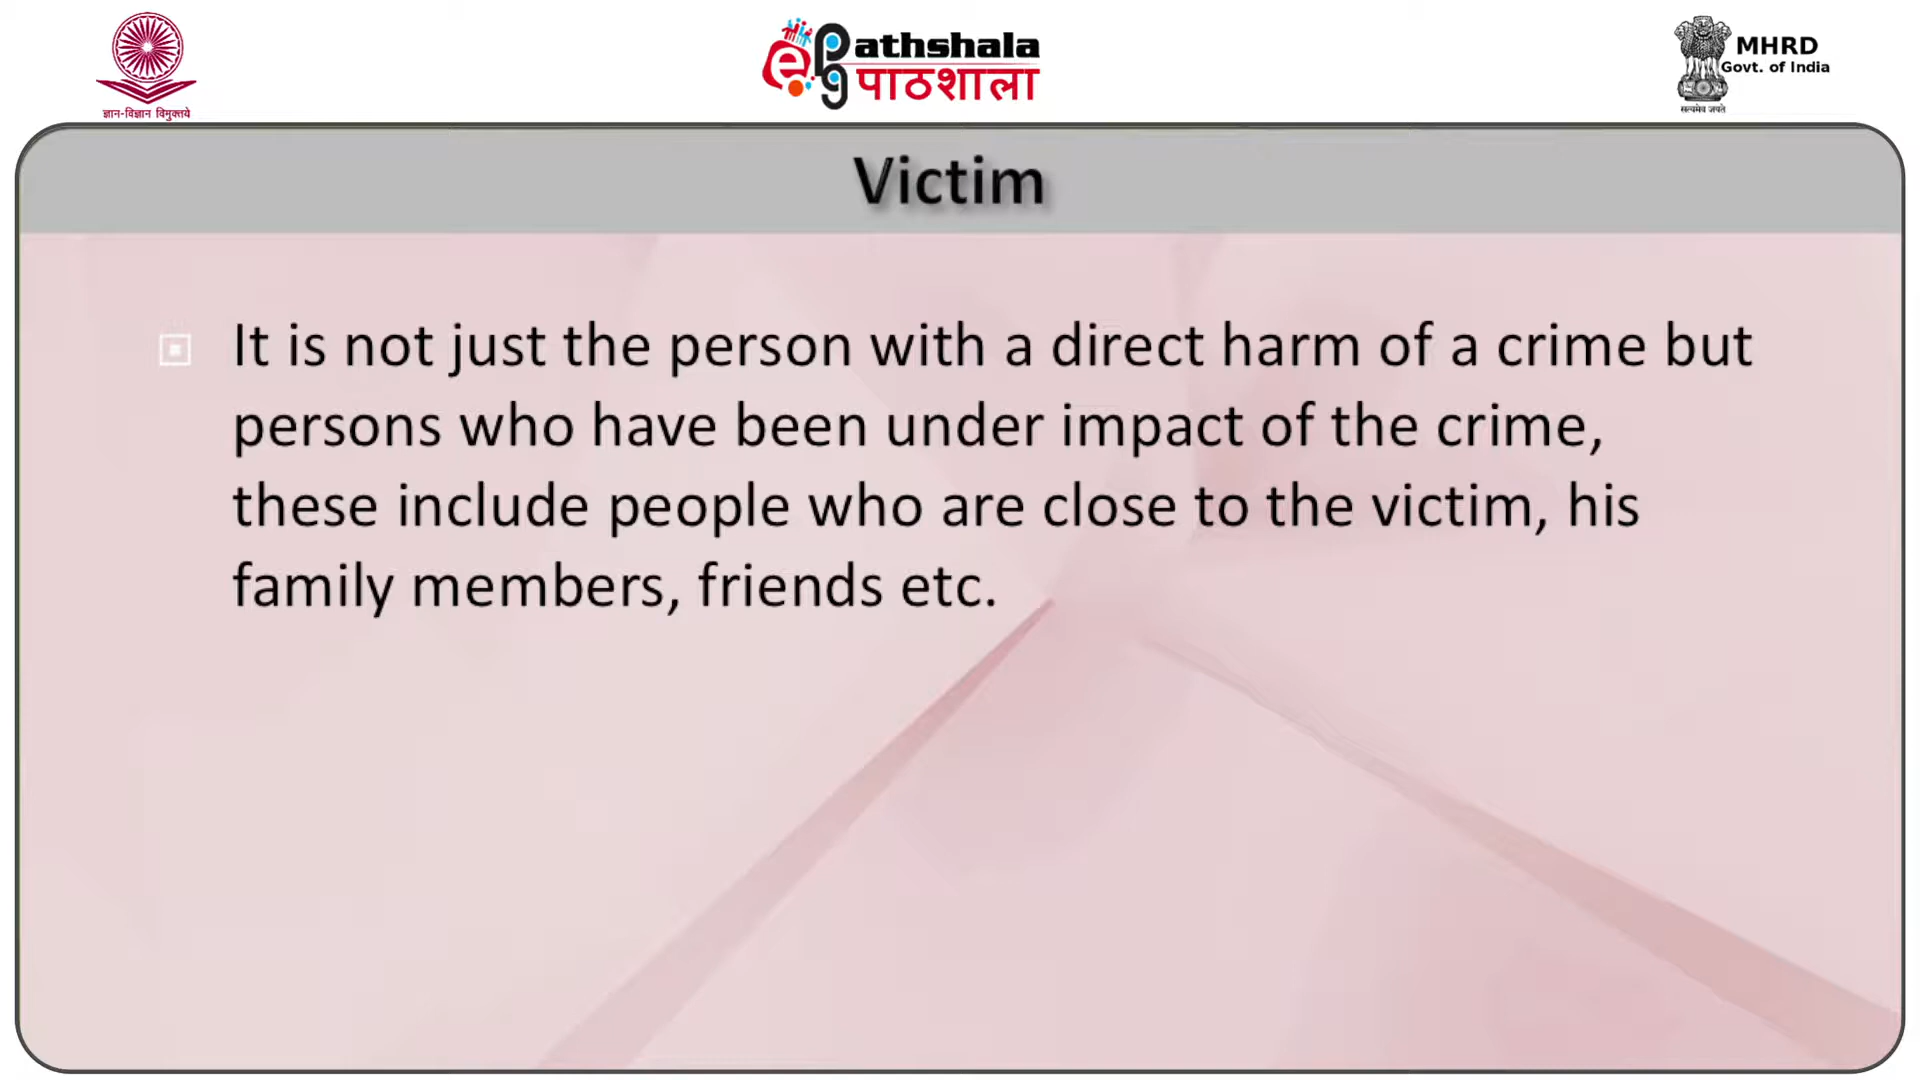 ज्ञान-विज्ञान विमुक्तये
ePG Pathshala
पाठशाला
MHRD
Govt. of India
सत्यमेव जयते
Victim
It is not just the person with a direct harm of a crime but
persons who have been under impact of the crime,
these include people who are close to the victim, his
family members, friends etc.